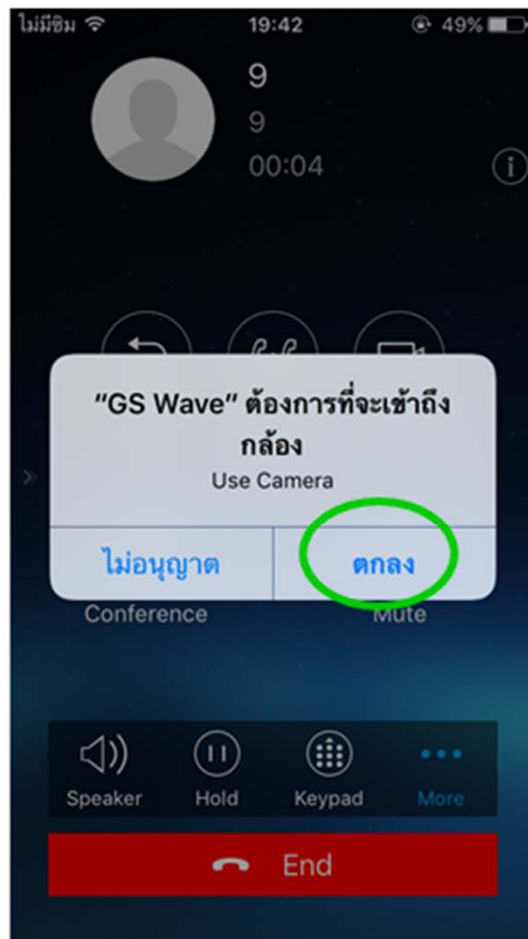 ไม่มีซิม 19:42 49%
9
9
00:04
"GS Wave" ต้องการที่จะเข้าถึง
กล้อง
Use Camera
ไม่อนุญาต ตกลง
Conference Mute
Speaker Hold Keypad More
End